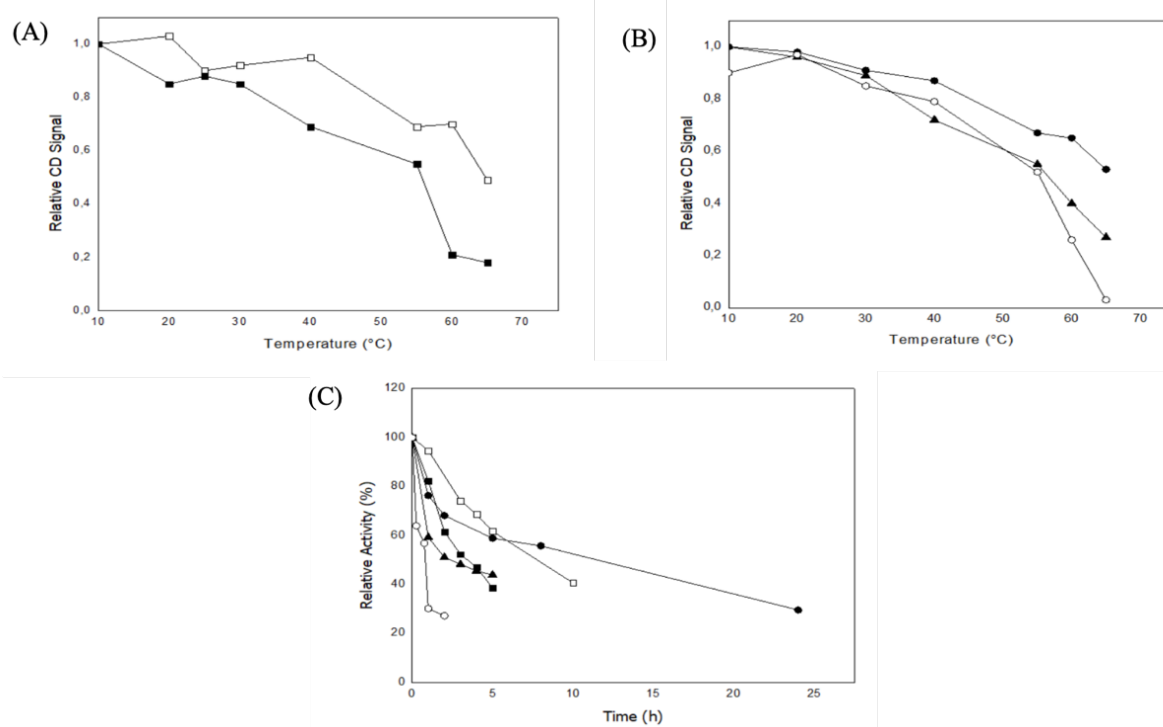 (A)
1,0
0,8
0,6
0,4
0,2
0,0
Relative CD Signal
10 20 30 40 50 60 70
Temperature (°C)
(B)
1,0
0,8
0,6
0,4
0,2
0,0
Relative CD Signal
10 20 30 40 50 60 70
Temperature (°C)
(C)
120
100
80
60
40
20
0
Relative Activity (%)
0 5 10 15 20 25
Time (h)